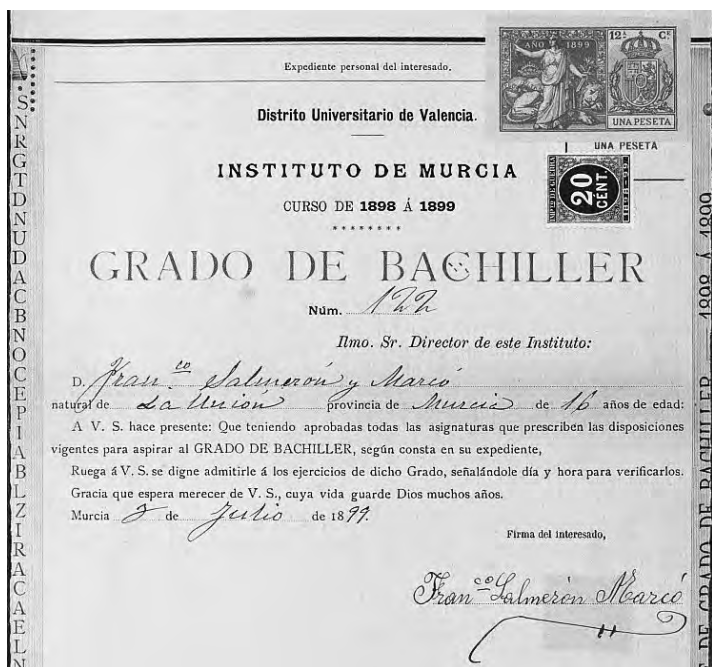 Expediente personal del interesado.
AÑO 1899
12ª Cᴱ
UNA PESETA
Distrito Universitario de Valencia.
UNA PESETA
INSTITUTO DE MURCIA
20 CENT.
CURSO DE 1898 Á 1899
GRADO DE BACHILLER
Núm. 122
Ilmo. Sr. Director de este Instituto:
D. Fran.co Salmerón y Marcó
natural de La Unión provincia de Murcia de 16 años de edad:
A V. S. hace presente: Que teniendo aprobadas todas las asignaturas que prescriben las disposiciones
vigentes para aspirar al GRADO DE BACHILLER, según consta en su expediente,
Ruega á V. S. se digne admitirle á los ejercicios de dicho Grado, señalándole día y hora para verificarlos.
Gracia que espera merecer de V. S., cuya vida guarde Dios muchos años.
Murcia 2 de Julio de 1899.
Firma del interesado,
Fran.co Salmerón Marcó
SNRGTDNUDACBNOCEPIABLZIRACAELN
DE GRADO DE BACHILLER 1898 Á 1899